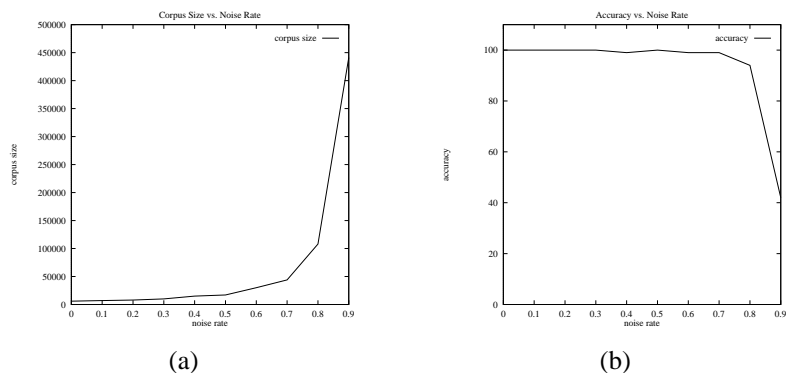 Corpus Size vs. Noise Rate
corpus size
500000
450000
400000
350000
300000
250000
200000
150000
100000
50000
0
corpus size
0 0.1 0.2 0.3 0.4 0.5 0.6 0.7 0.8 0.9
noise rate
(a)
Accuracy vs. Noise Rate
accuracy
100
80
60
40
20
0
accuracy
0 0.1 0.2 0.3 0.4 0.5 0.6 0.7 0.8 0.9
noise rate
(b)